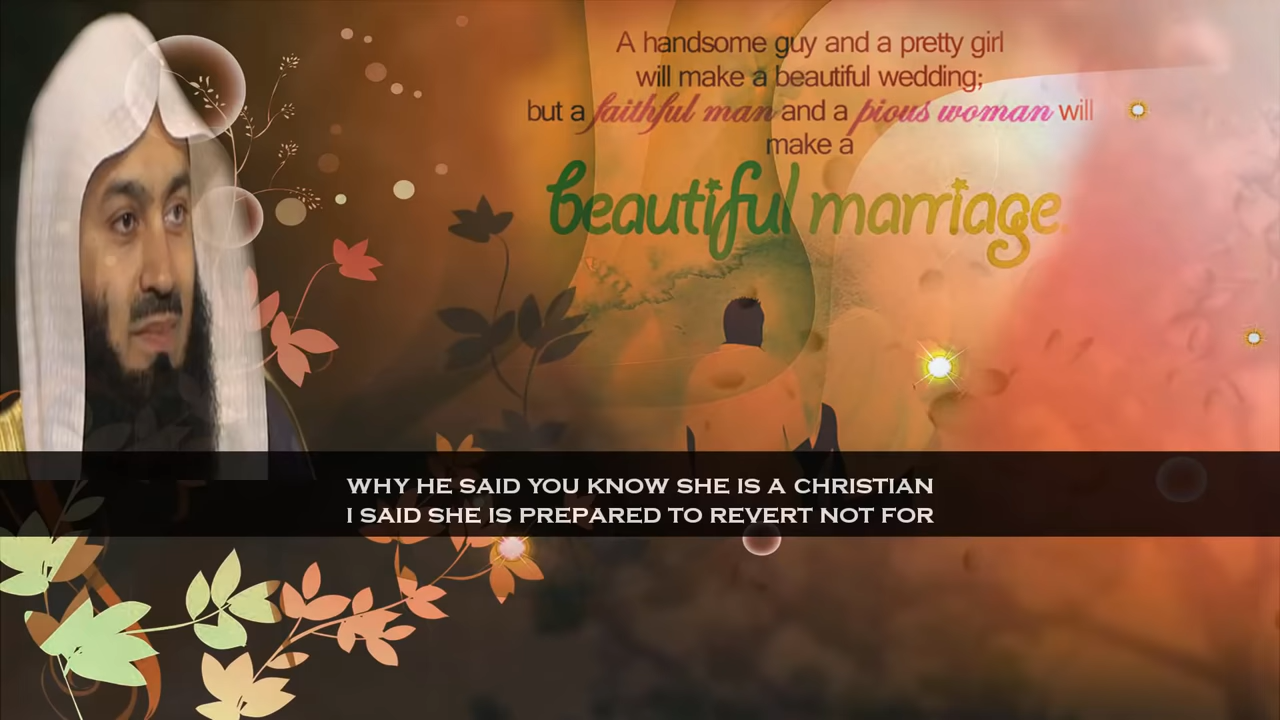 A handsome guy and a pretty girl
will make a beautiful wedding;
but a faithful man and a pious woman will
make a
beautiful marriage.
WHY HE SAID YOU KNOW SHE IS A CHRISTIAN
I SAID SHE IS PREPARED TO REVERT NOT FOR